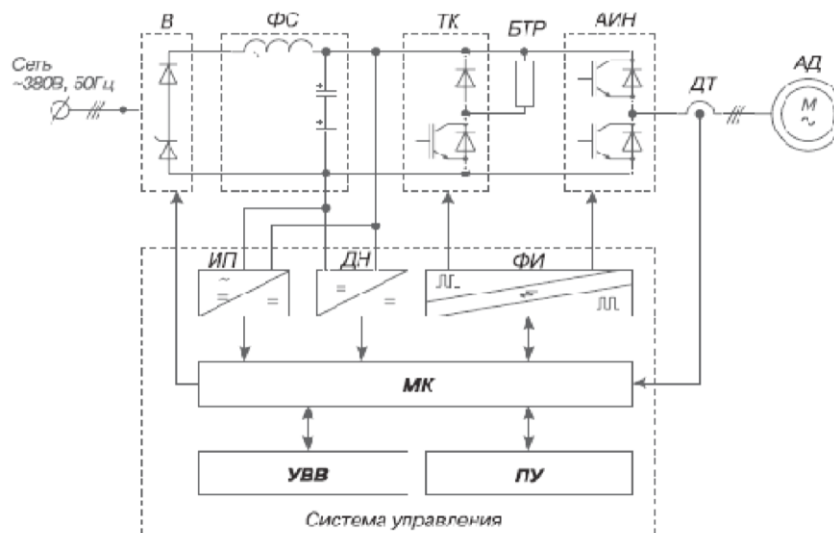 В
ФС
ТК
БТР
АИН
Сеть
~380В, 50Гц
ДТ
АД
М
~
ИП
ДН
ФИ
МК
УВВ
ПУ
Система управления